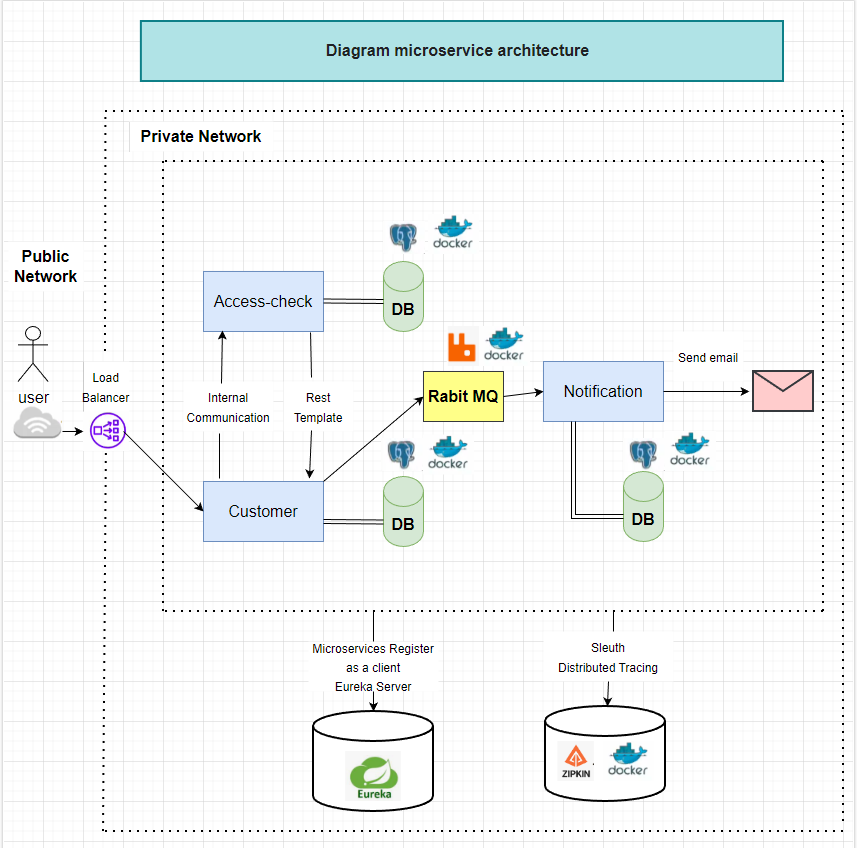 Diagram microservice architecture
Private Network
Public
Network
user
Load
Balancer
docker
Access-check
DB
Internal
Communication
Rest
Template
docker
Rabit MQ
Notification
Send email
docker
Customer
DB
docker
DB
Microservices Register
as a client
Eureka Server
Sleuth
Distributed Tracing
Eureka
ZIPKIN
docker